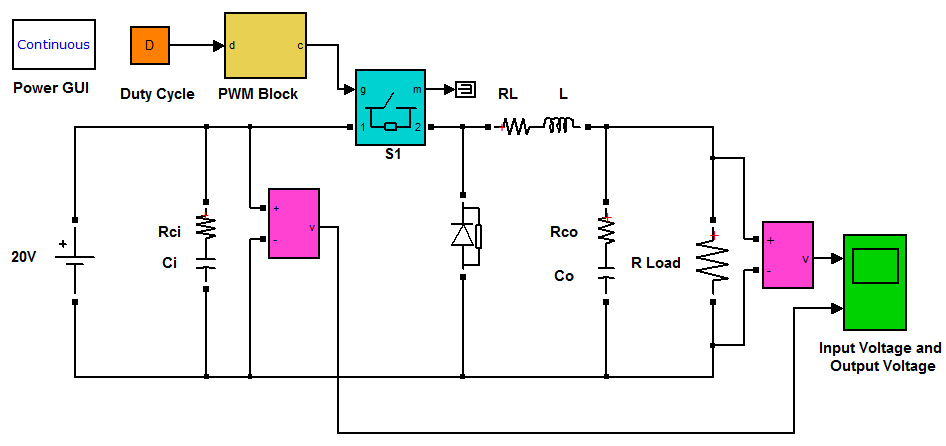 Continuous
Power GUI
D
Duty Cycle
d
c
PWM Block
g
m
1
2
S1
RL
L
20V
+
Rci
Ci
+
-
v
Rco
Co
R Load
+
-
v
Input Voltage and
Output Voltage